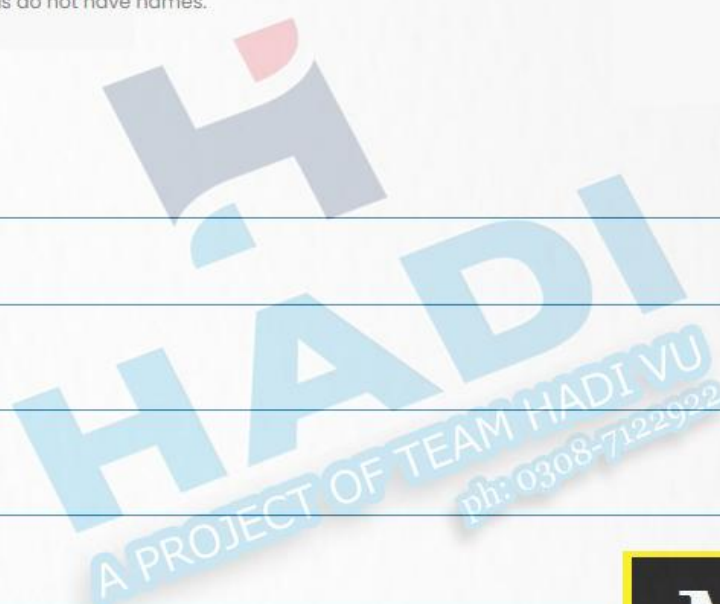 do not have names.
HADI
A PROJECT OF TEAM HADI VU
ph: 0308-7122922